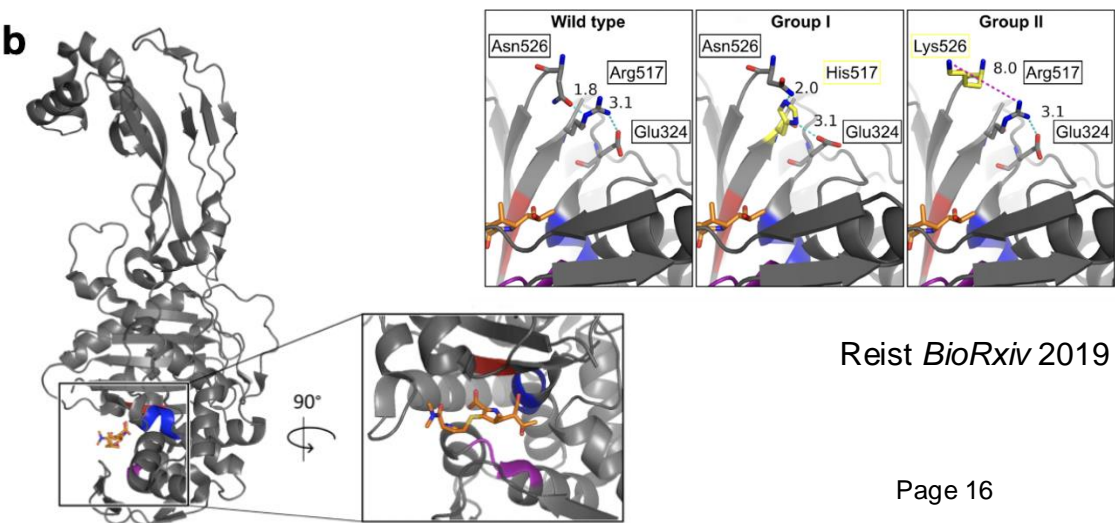 b
Wild type
Asn526
Arg517
1.8
3.1
Glu324
Group I
Asn526
His517
2.0
3.1
Glu324
Group II
Lys526
8.0
Arg517
3.1
Glu324
90°
Reist BioRxiv 2019
Page 16